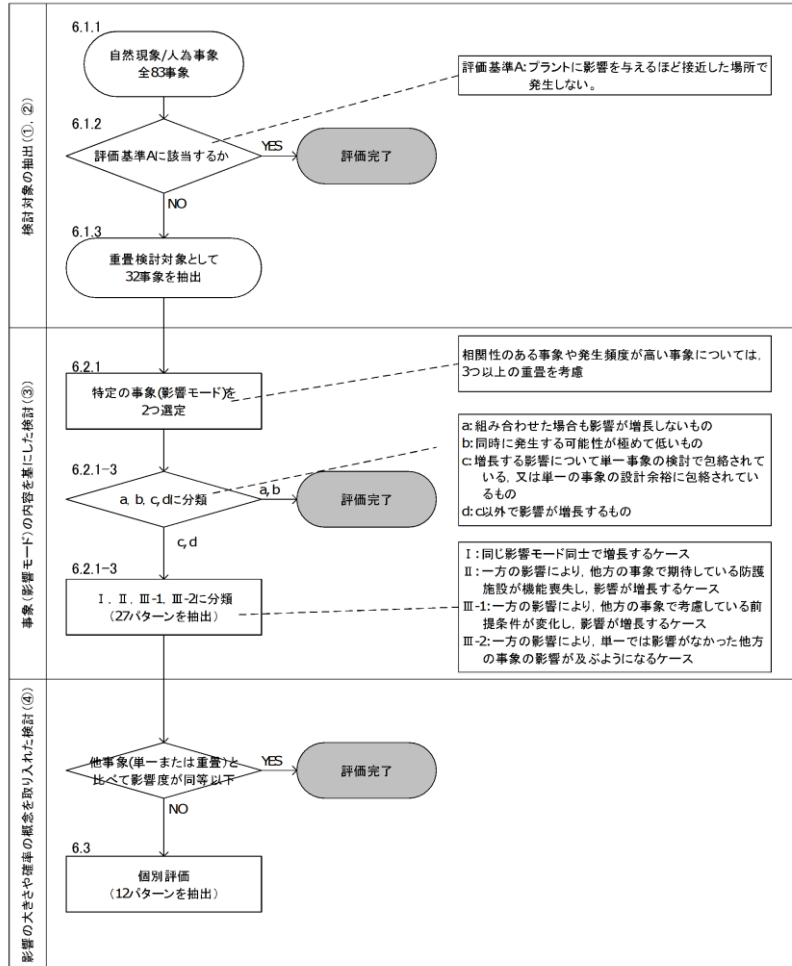 検討対象の抽出(①, ②)
6.1.1
自然現象/人為事象
全83事象
評価基準A:プラントに影響を与えるほど接近した場所で
発生しない。
6.1.2
評価基準Aに該当するか
YES
評価完了
NO
6.1.3
重畳検討対象として
32事象を抽出
事象(影響モード)の内容を基にした検討(③)
6.2.1
特定の事象(影響モード)を
2つ選定
相関性のある事象や発生頻度が高い事象については,
3つ以上の重畳を考慮
6.2.1-3
a, b, c, dに分類
a, b
評価完了
c, d
a:組み合わせた場合も影響が増長しないもの
b:同時に発生する可能性が極めて低いもの
c:増長する影響について単一事象の検討で包絡されて
いる, 又は単一の事象の設計余裕に包絡されてい
るもの
d:c以外で影響が増長するもの
6.2.1-3
Ⅰ, Ⅱ, Ⅲ-1, Ⅲ-2に分類
(27パターンを抽出)
Ⅰ:同じ影響モード同士で増長するケース
Ⅱ:一方の影響により, 他方の事象で期待している防護
施設が機能喪失し, 影響が増長するケース
Ⅲ-1:一方の影響により, 他方の事象で考慮している前
提条件が変化し, 影響が増長するケース
Ⅲ-2:一方の影響により, 単一では影響がなかった他方
の事象の影響が及ぶようになるケース
影響の大きさや確率の概念を取り入れた検討(④)
他事象(単一または重畳)と
比べて影響度が同等以下
YES
評価完了
NO
6.3
個別評価
(12パターンを抽出)